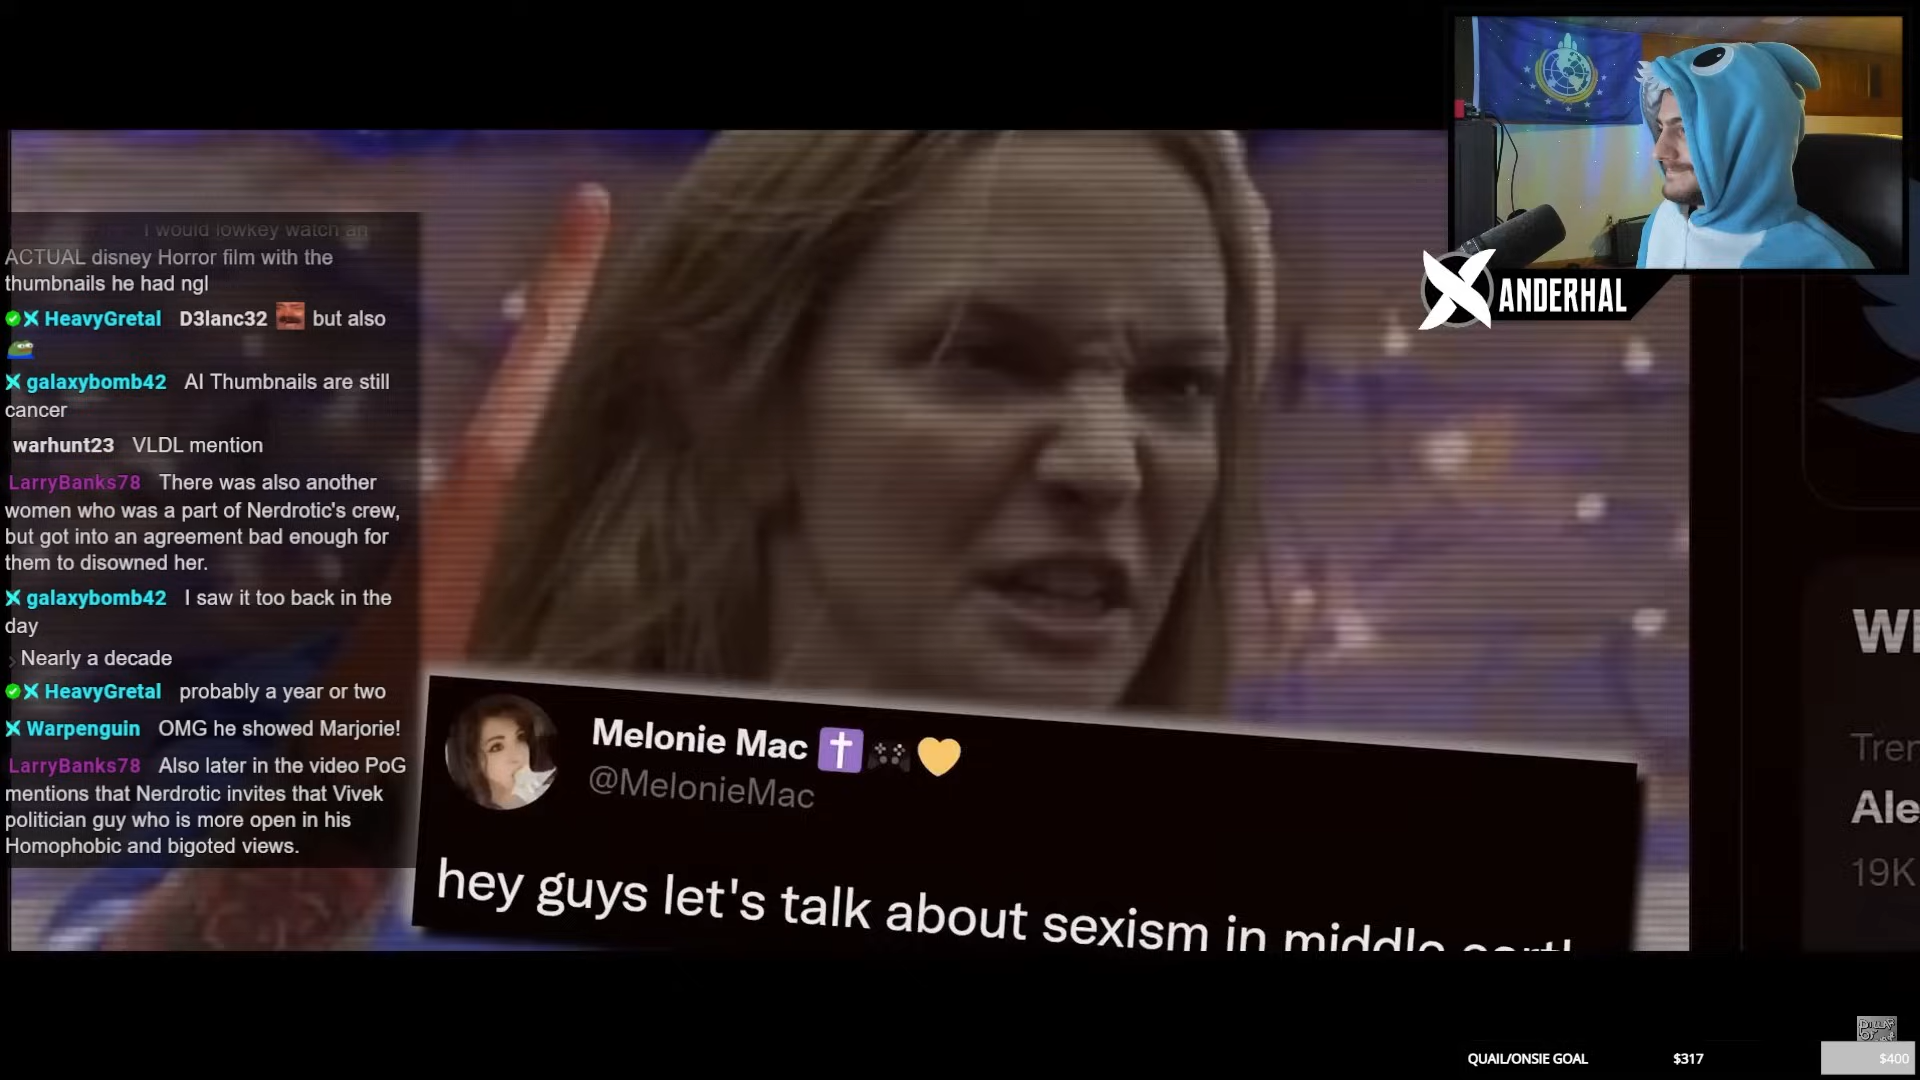 I would lowkey watch an
ACTUAL disney Horror film with the
thumbnails he had ngl
HeavyGretal D3lanc32 but also
galaxybomb42 AI Thumbnails are still
cancer
warhunt23 VLDL mention
LarryBanks78 There was also another
women who was a part of Nerdrotic's crew,
but got into an agreement bad enough for
them to disowned her.
galaxybomb42 I saw it too back in the
day
Nearly a decade
HeavyGretal probably a year or two
Warpenguin OMG he showed Marjorie!
LarryBanks78 Also later in the video PoG
mentions that Nerdrotic invites that Vivek
politician guy who is more open in his
Homophobic and bigoted views.
ANDERHAL
Melonie Mac
@MelonieMac
hey guys let's talk about sexism in middle
Ale
19K
QUAIL/ONSIE GOAL $317 $400